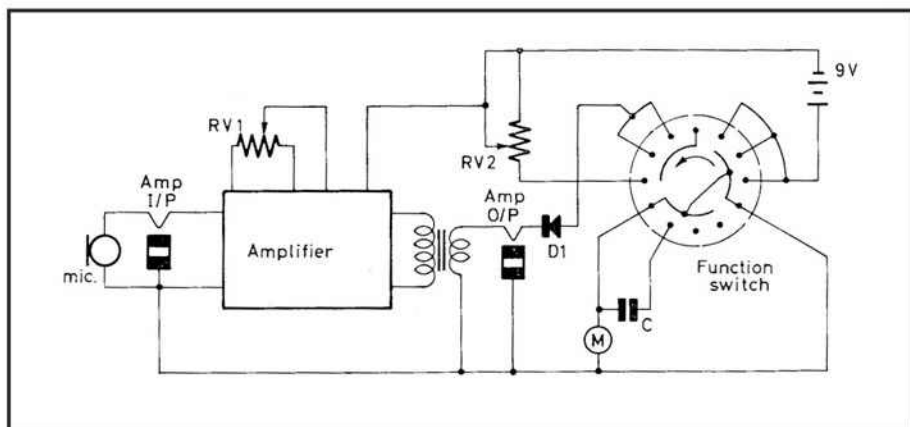 9V
RV1
RV2
Amp
I/P
Amp
O/P
D1
Amplifier
mic.
Function
switch
C
M